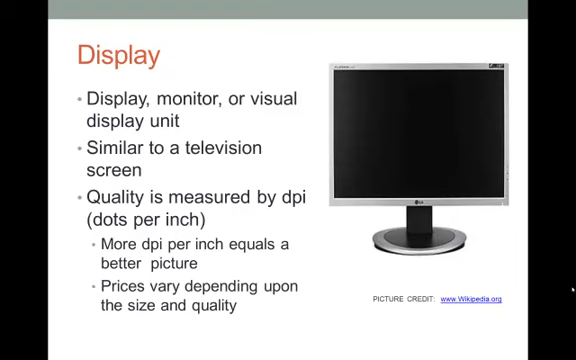 Display
• Display, monitor, or visual
display unit
• Similar to a television
screen
• Quality is measured by dpi
(dots per inch)
• More dpi per inch equals a
better picture
• Prices vary depending upon
the size and quality
LG
PICTURE CREDIT: www.Wikipedia.org